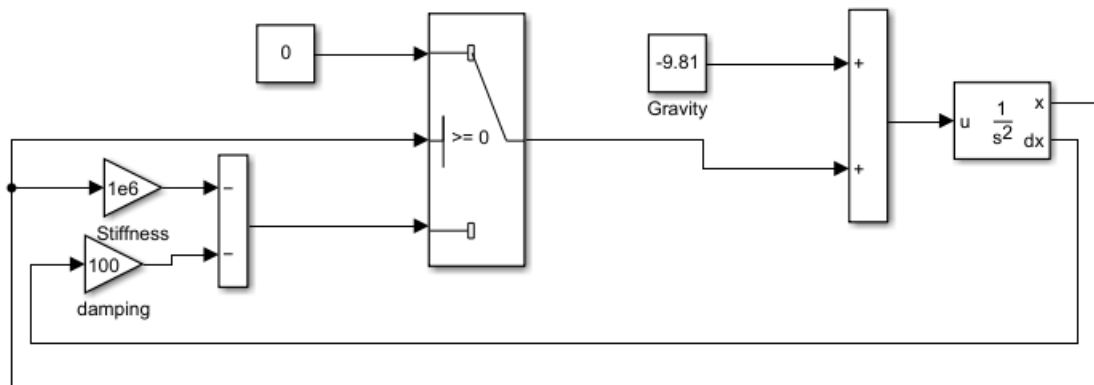 0
-9.81
Gravity
+
+
u
1
s²
x
dx
>= 0
1e6
Stiffness
100
damping
-
-